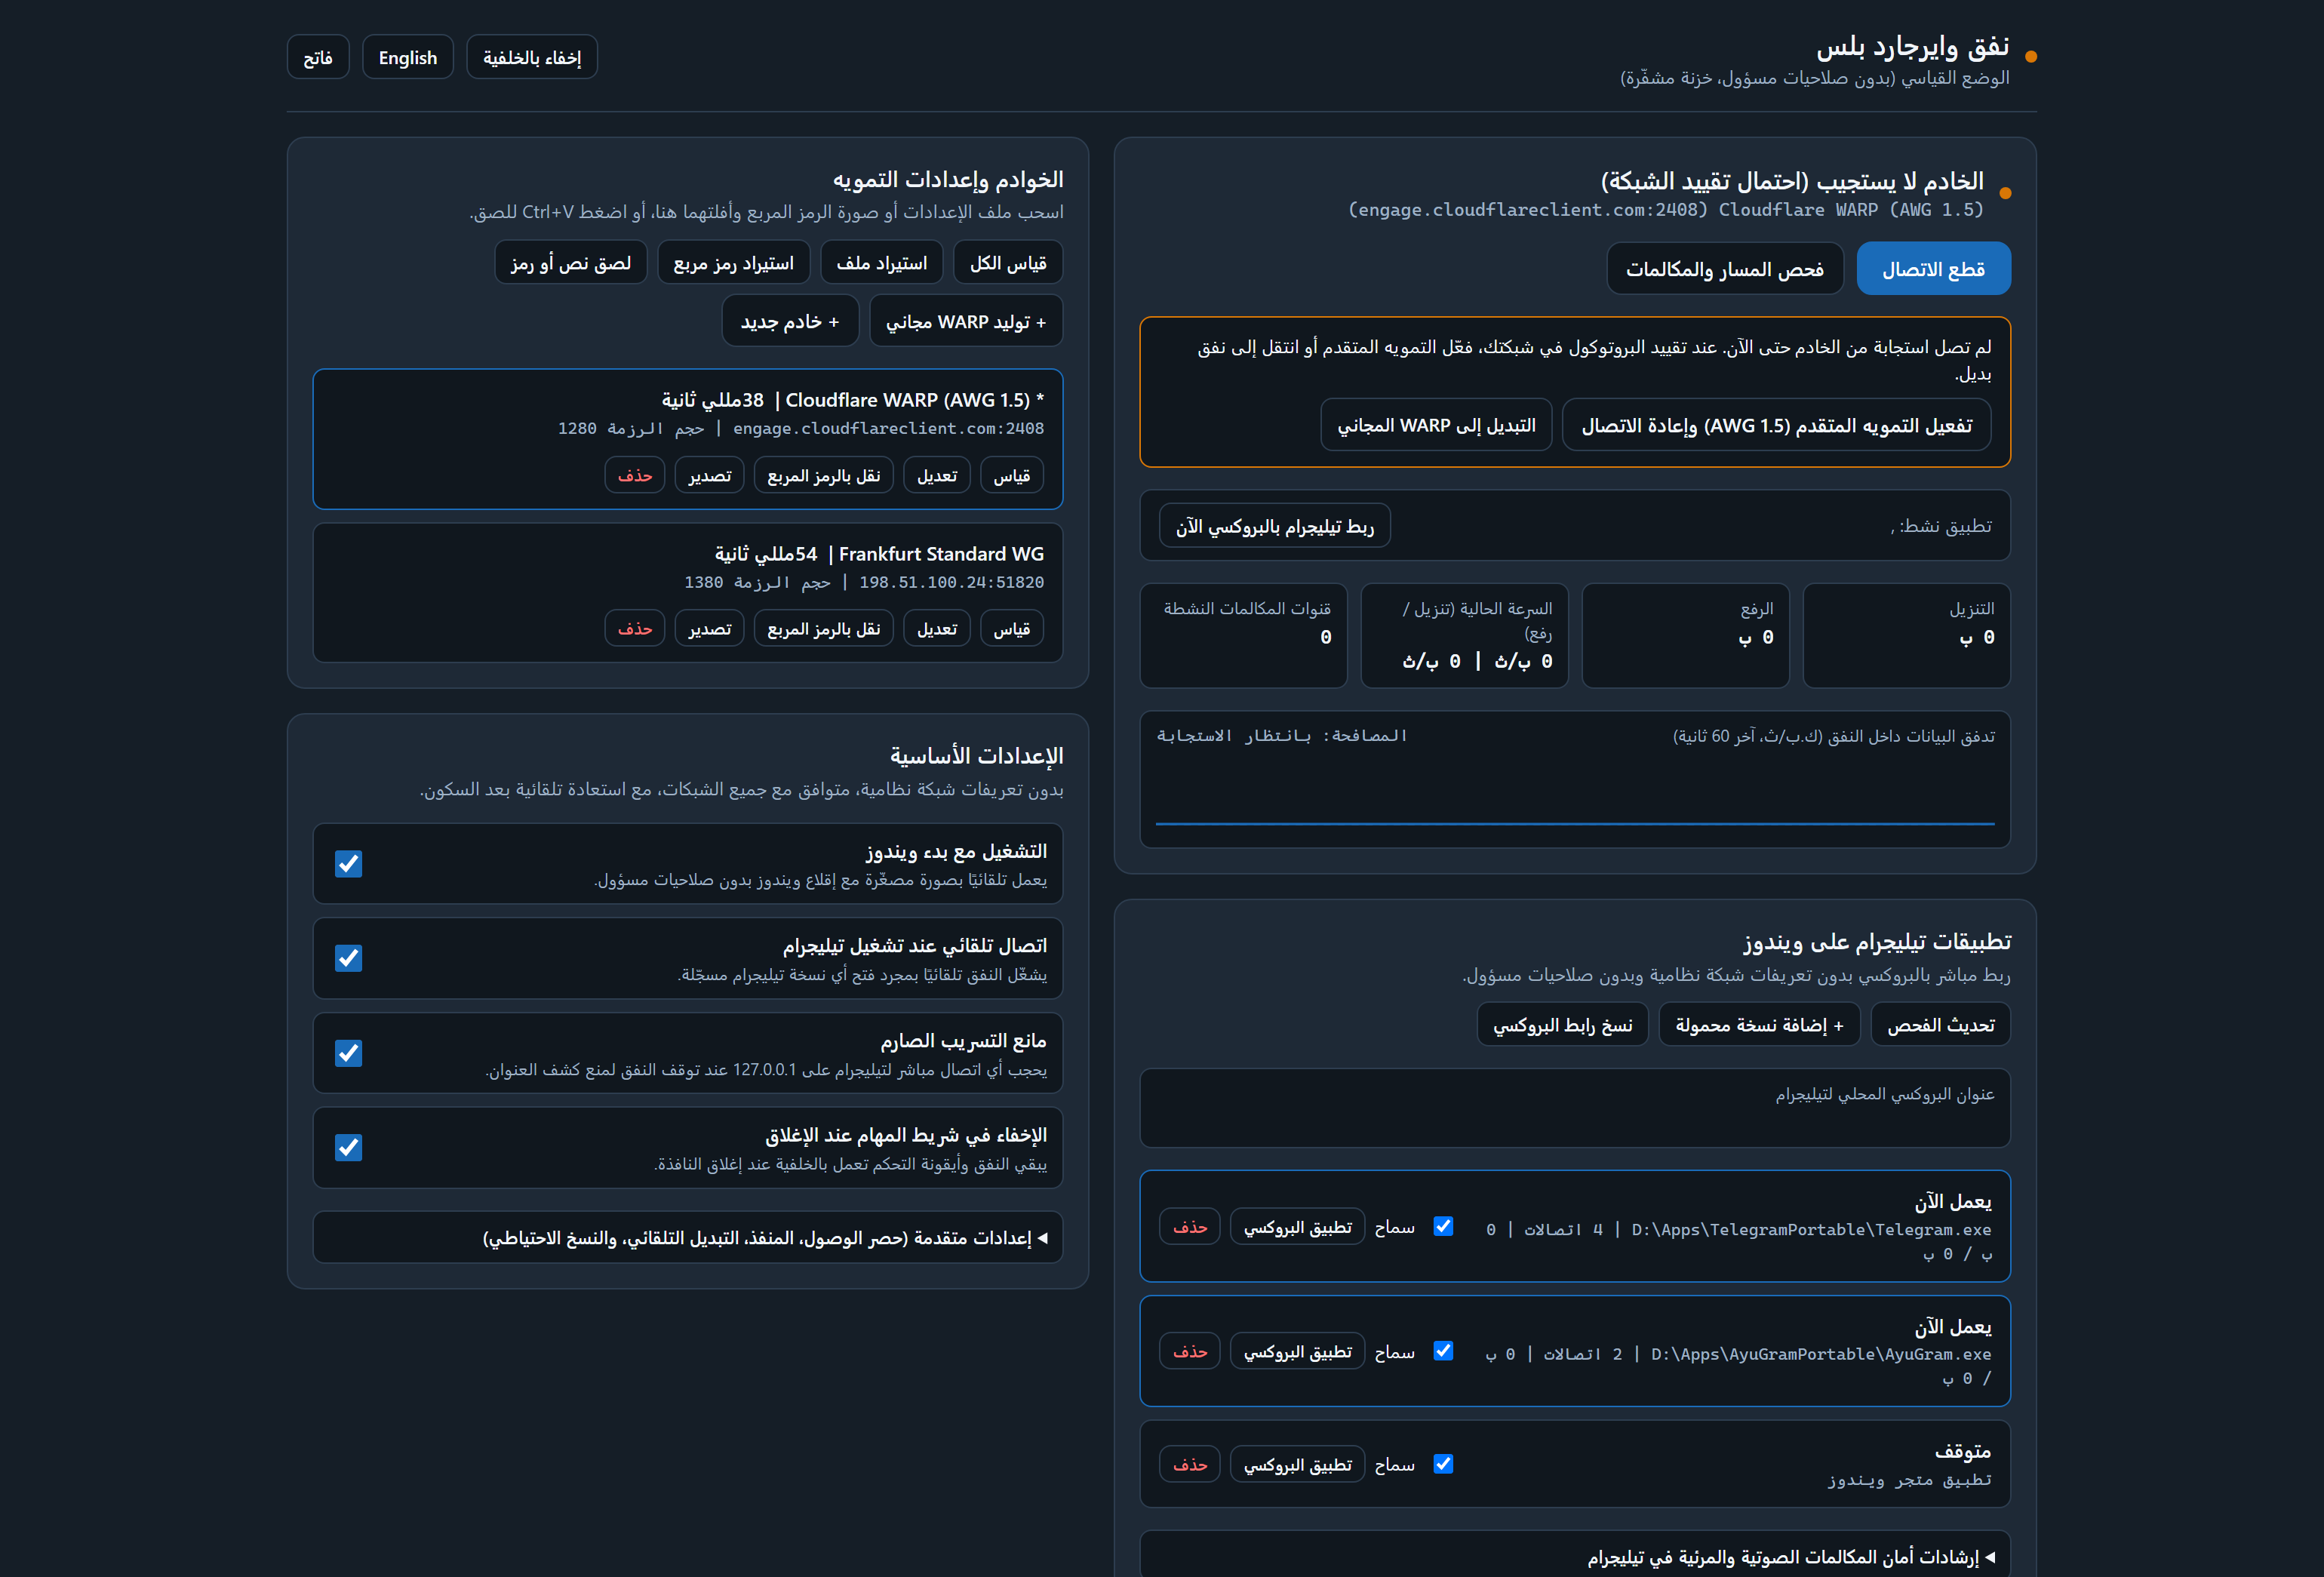 نفق وايرجارد بلس
الوضع القياسي (بدون صلاحيات مسؤول، خزنة مشفّرة)
إخفاء بالخلفية
English
فاتح
الخادم لا يستجيب (احتمال تقييد الشبكة)
(engage.cloudflareclient.com:2408) Cloudflare WARP (AWG 1.5)
قطع الاتصال
فحص المسار والمكالمات
لم تصل استجابة من الخادم حتى الآن. عند تقييد البروتوكول في شبكتك، فعّل التمويه المتقدم أو انتقل إلى نفق
بديل.
تفعيل التمويه المتقدم (AWG 1.5) وإعادة الاتصال
التبديل إلى WARP المجاني
تطبيق نشط: ,
ربط تيليجرام بالبروكسي الآن
التنزيل
0 ب
الرفع
0 ب
السرعة الحالية (تنزيل /
رفع)
0 ب/ث | 0 ب/ث
قنوات المكالمات النشطة
0
تدفق البيانات داخل النفق (ك.ب/ث، آخر 60 ثانية)
المصافحة: بانتظار الاستجابة
تطبيقات تيليجرام على ويندوز
ربط مباشر بالبروكسي بدون تعريفات شبكة نظامية وبدون صلاحيات مسؤول.
تحديث الفحص
+ إضافة نسخة محمولة
نسخ رابط البروكسي
عنوان البروكسي المحلي لتيليجرام
يعمل الآن
D:\Apps\TelegramPortable\Telegram.exe | 4 اتصالات | 0
ب / 0 ب
سماح
تطبيق البروكسي
حذف
يعمل الآن
D:\Apps\AyuGramPortable\AyuGram.exe | 2 اتصالات | 0 ب
/ 0 ب
سماح
تطبيق البروكسي
حذف
متوقف
تطبيق متجر ويندوز
سماح
تطبيق البروكسي
حذف
إرشادات أمان المكالمات الصوتية والمرئية في تيليجرام
الخوادم وإعدادات التمويه
اسحب ملف الإعدادات أو صورة الرمز المربع وأفلتهما هنا، أو اضغط Ctrl+V للصق.
قياس الكل
استيراد ملف
استيراد رمز مربع
لصق نص أو رمز
+ توليد WARP مجاني
+ خادم جديد
* Cloudflare WARP (AWG 1.5) | 38مللي ثانية
engage.cloudflareclient.com:2408 | حجم الرزمة 1280
قياس
تعديل
نقل بالرمز المربع
تصدير
حذف
Frankfurt Standard WG | 54مللي ثانية
198.51.100.24:51820 | حجم الرزمة 1380
قياس
تعديل
نقل بالرمز المربع
تصدير
حذف
الإعدادات الأساسية
بدون تعريفات شبكة نظامية، متوافق مع جميع الشبكات، مع استعادة تلقائية بعد السكون.
التشغيل مع بدء ويندوز
يعمل تلقائيًا بصورة مصغّرة مع إقلاع ويندوز بدون صلاحيات مسؤول.
اتصال تلقائي عند تشغيل تيليجرام
يشغّل النفق تلقائيًا بمجرد فتح أي نسخة تيليجرام مسجّلة.
مانع التسريب الصارم
يحجب أي اتصال مباشر لتيليجرام على 127.0.0.1 عند توقف النفق لمنع كشف العنوان.
الإخفاء في شريط المهام عند الإغلاق
يبقي النفق وأيقونة التحكم تعمل بالخلفية عند إغلاق النافذة.
إعدادات متقدمة (حصر الوصول، المنفذ، التبديل التلقائي، والنسخ الاحتياطي)